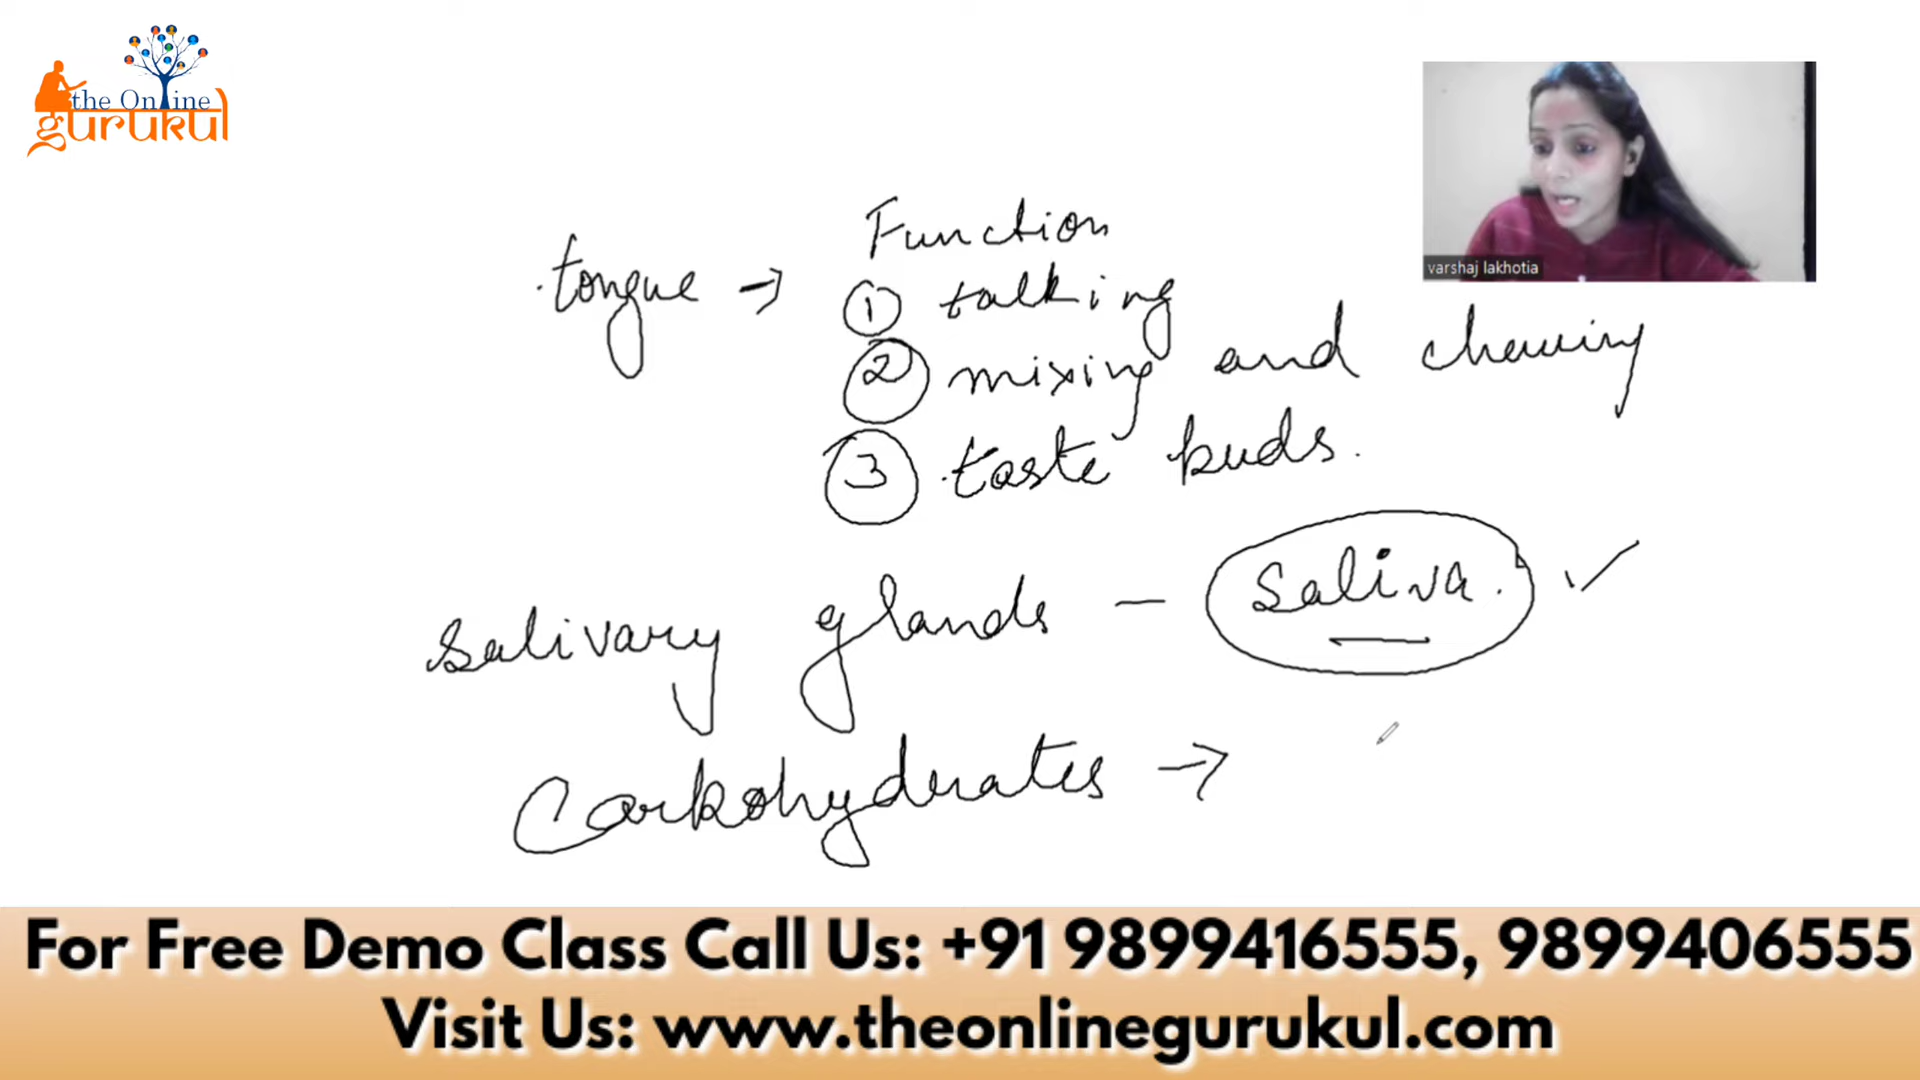 the Online
gurukul
varshaj lakhotia
Function
tongue → ① talking
② mixing and chewing
③ taste buds.
salivary glands — Saliva. ✓
Carbohydrates →
For Free Demo Class Call Us: +91 9899416555, 9899406555
Visit Us: www.theonlinegurukul.com